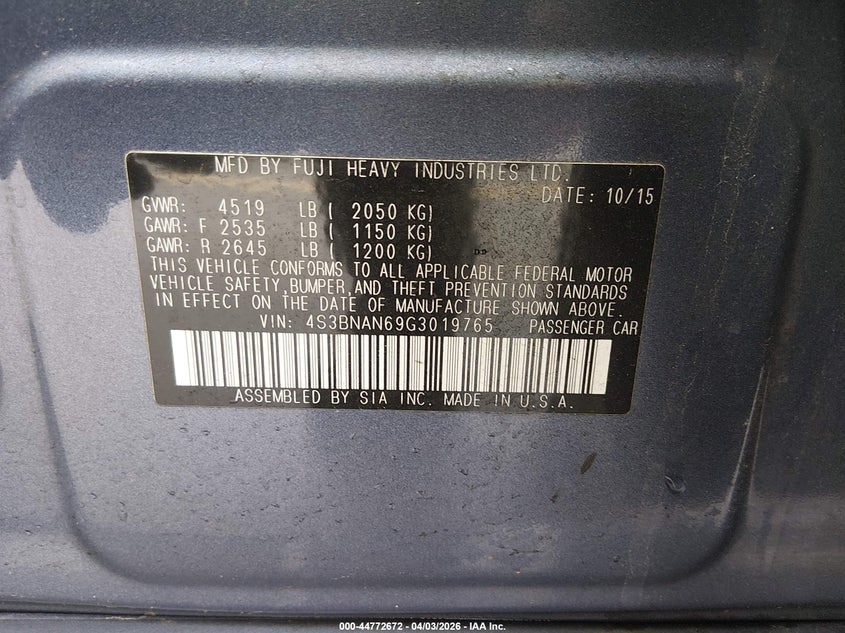 MFD BY FUJI HEAVY INDUSTRIES LTD.
DATE: 10/15
GVWR: 4519 LB ( 2050 KG)
GAWR: F 2535 LB ( 1150 KG)
GAWR: R 2645 LB ( 1200 KG)
THIS VEHICLE CONFORMS TO ALL APPLICABLE FEDERAL MOTOR
VEHICLE SAFETY, BUMPER, AND THEFT PREVENTION STANDARDS
IN EFFECT ON THE DATE OF MANUFACTURE SHOWN ABOVE.
VIN: 4S3BNAN69G3019765 PASSENGER CAR
ASSEMBLED BY SIA INC. MADE IN U.S.A.
000-44772672 04/03/2026 - IAA Inc.